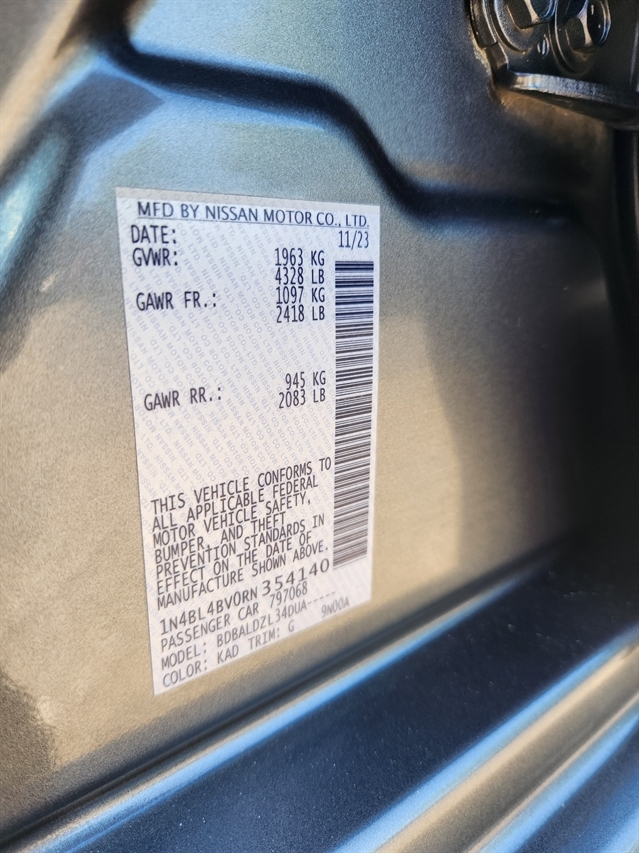 MFD BY NISSAN MOTOR CO., LTD.
DATE: 11/23
GVWR: 1963 KG
4328 LB
GAWR FR.: 1097 KG
2418 LB
GAWR RR.: 945 KG
2083 LB
THIS VEHICLE CONFORMS TO
ALL APPLICABLE FEDERAL
MOTOR VEHICLE SAFETY,
BUMPER, AND THEFT
PREVENTION STANDARDS IN
EFFECT ON THE DATE OF
MANUFACTURE SHOWN ABOVE.
1N4BL4BV0RN354140
PASSENGER CAR 797068
MODEL: BDBALDZL34DUA-----
COLOR: KAD TRIM: G 9N00A